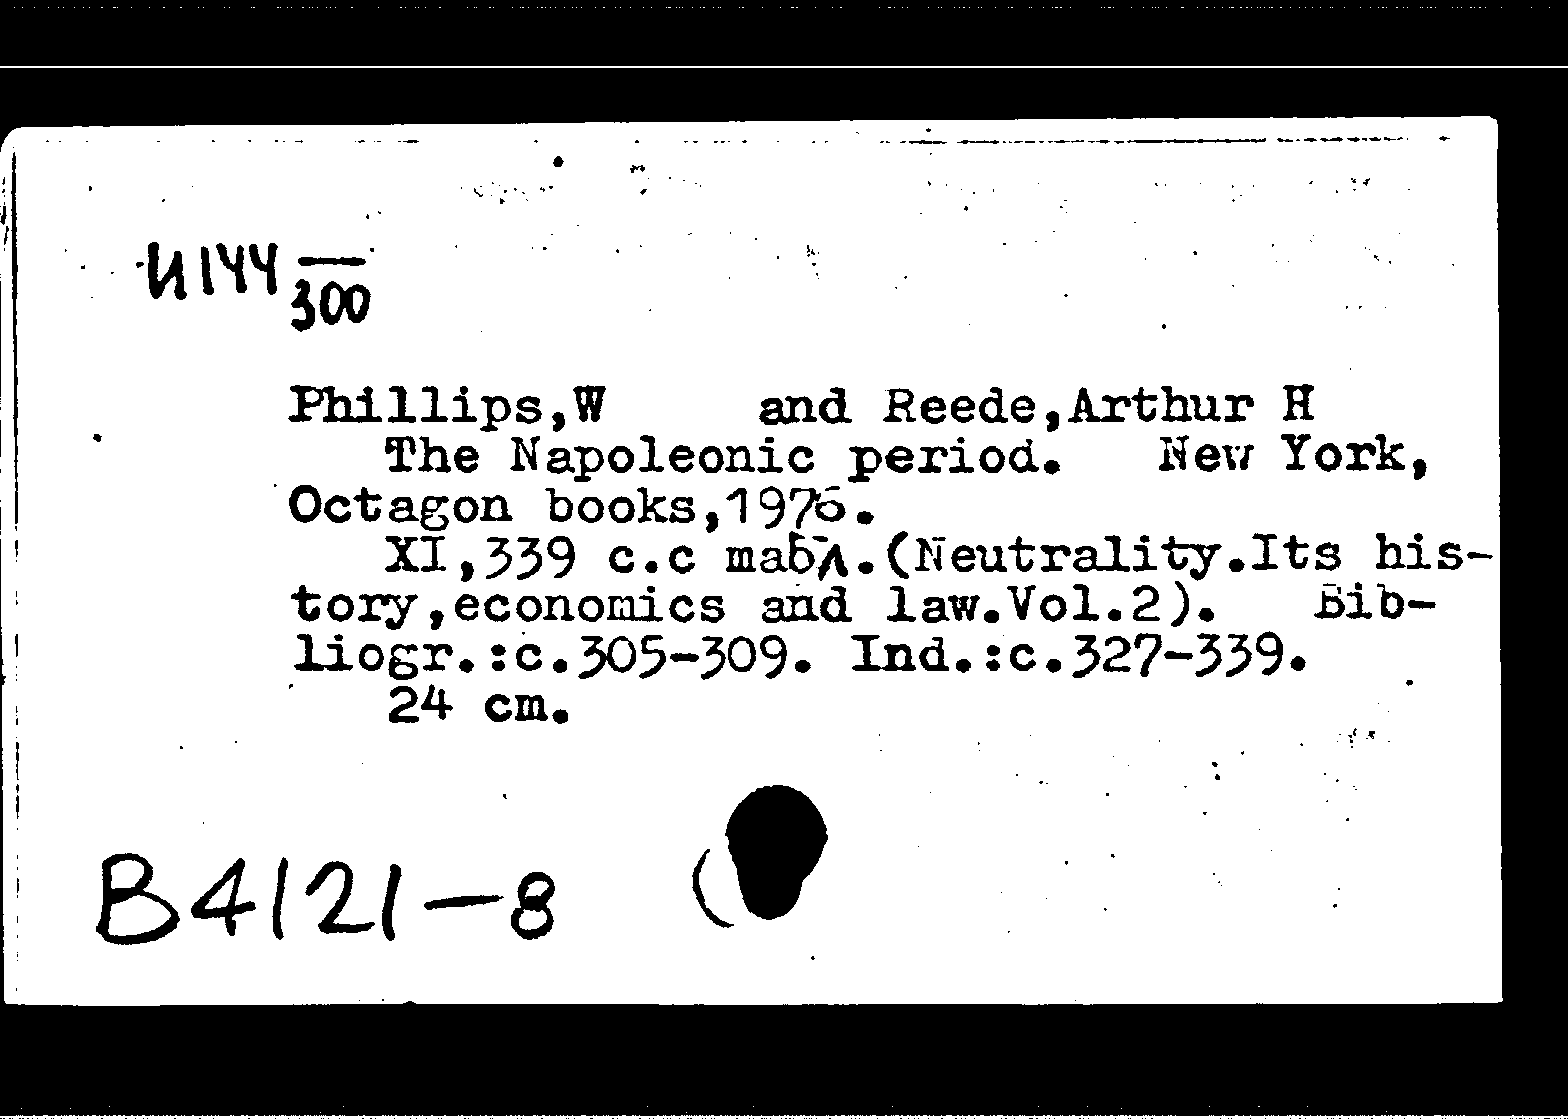 И144 —
300
Phillips,W and Reede,Arthur H
The Napoleonic period. New York,
Octagon books,1976.
XI,339 c.с табл.(Neutrality.Its his-
tory,economics and law.Vol.2). Bib-
liogr.:c.305-309. Ind.:c.327-339.
24 cm.
B4121-8